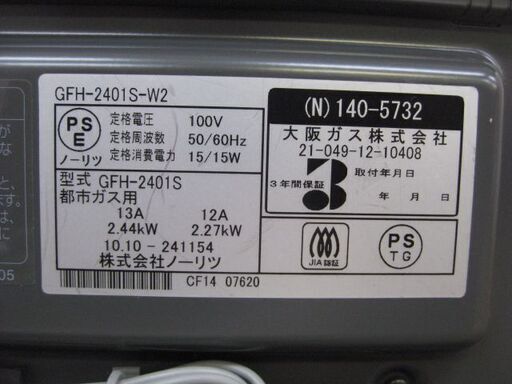 GFH-2401S-W2
PS
E
ノーリツ
定格電圧 100V
定格周波数 50/60Hz
定格消費電力 15/15W
型式 GFH-2401S
都市ガス用
13A 12A
2.44kW 2.27kW
10.10-241154
株式会社ノーリツ
CF14 07620
(N) 140-5732
大阪ガス株式会社
21-049-12-10408
3年間保証
3
取付年月日
年 月 日
JIA認証
PS
TG
05